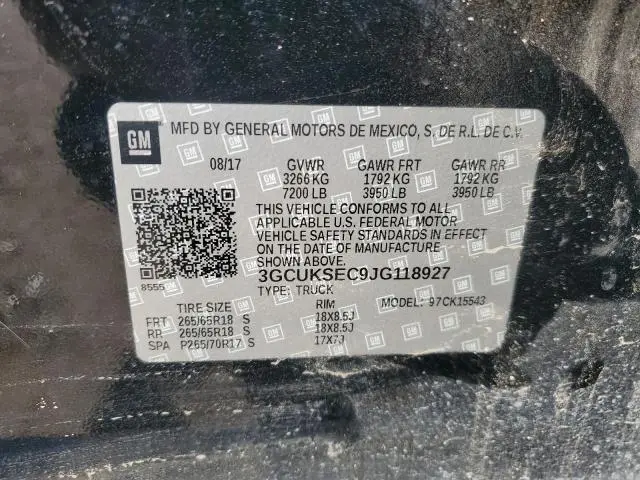 GM MFD BY GENERAL MOTORS DE MEXICO, S. DE R.L. DE C.V.
08/17 GVWR GAWR FRT GAWR RR
3266 KG 1792 KG 1792 KG
7200 LB 3950 LB 3950 LB
THIS VEHICLE CONFORMS TO ALL
APPLICABLE U.S. FEDERAL MOTOR
VEHICLE SAFETY STANDARDS IN EFFECT
ON THE DATE OF MANUFACTURE
SHOWN ABOVE.
8555 3GCUKSEC9JG118927
TYPE: TRUCK MODEL: 97CK15543
TIRE SIZE RIM
FRT 265/65R18 S 18X8.5J
RR 265/65R18 S 18X8.5J
SPA P265/70R17 S 17X7J